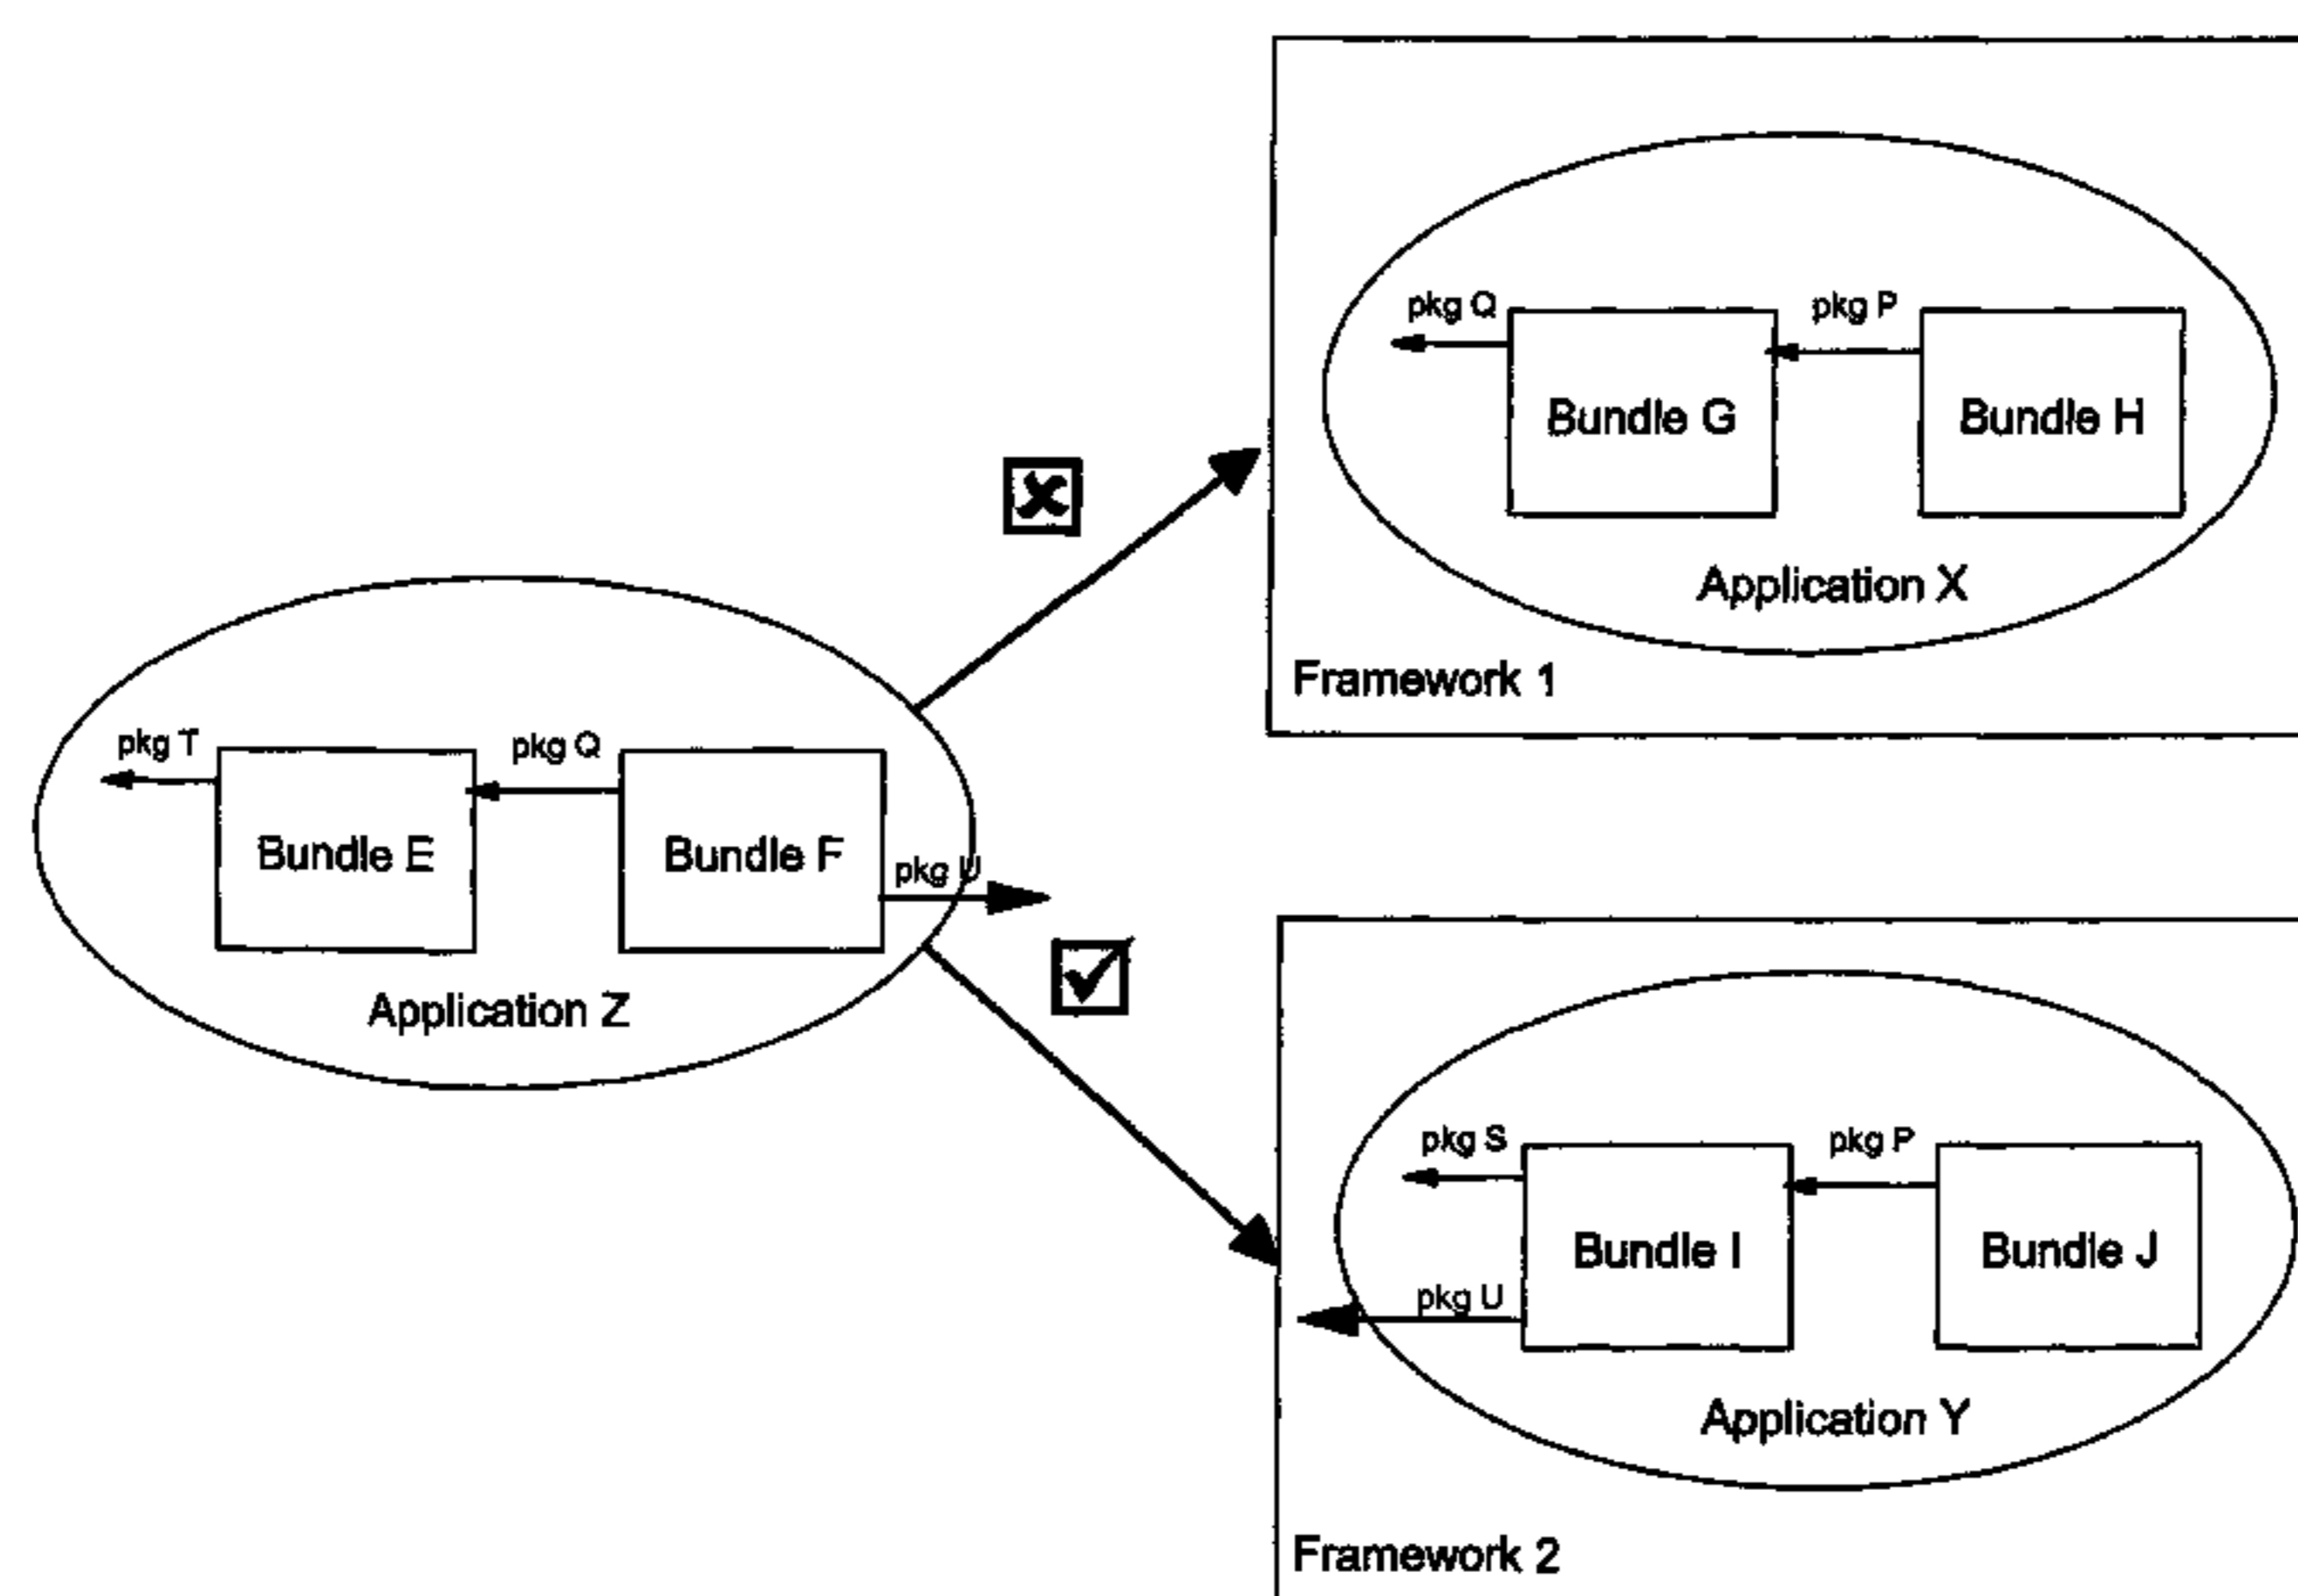 pkg Q
pkg P
Bundle G
Bundle H
Application X
Framework 1
pkg T
pkg Q
Bundle E
Bundle F
pkg U
Application Z
pkg S
pkg P
Bundle I
Bundle J
pkg U
Application Y
Framework 2